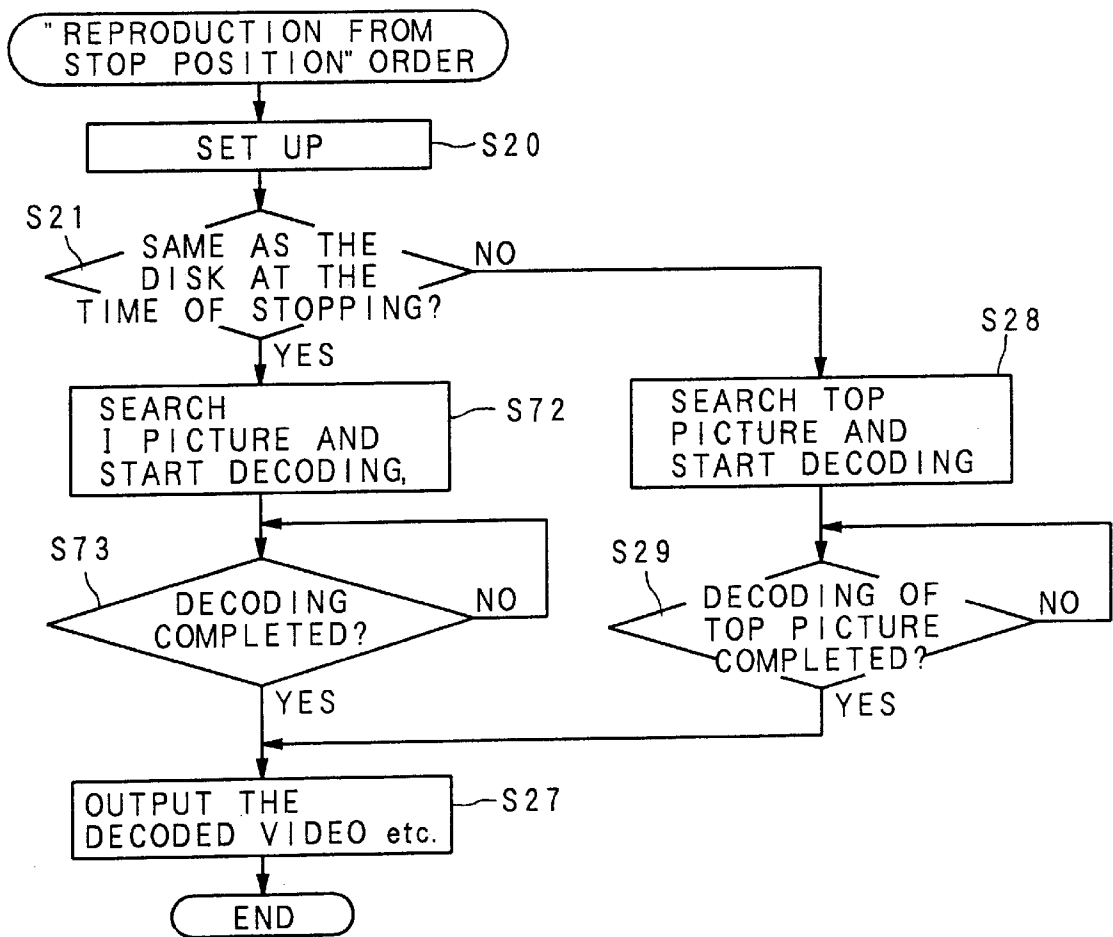 "REPRODUCTION FROM
STOP POSITION" ORDER
SET UP
S20
S21
SAME AS THE
DISK AT THE
TIME OF STOPPING?
NO
YES
SEARCH
I PICTURE AND
START DECODING,
S72
S28
SEARCH TOP
PICTURE AND
START DECODING
S73
DECODING
COMPLETED?
NO
YES
S29
DECODING OF
TOP PICTURE
COMPLETED?
NO
YES
OUTPUT THE
DECODED VIDEO etc.
S27
END